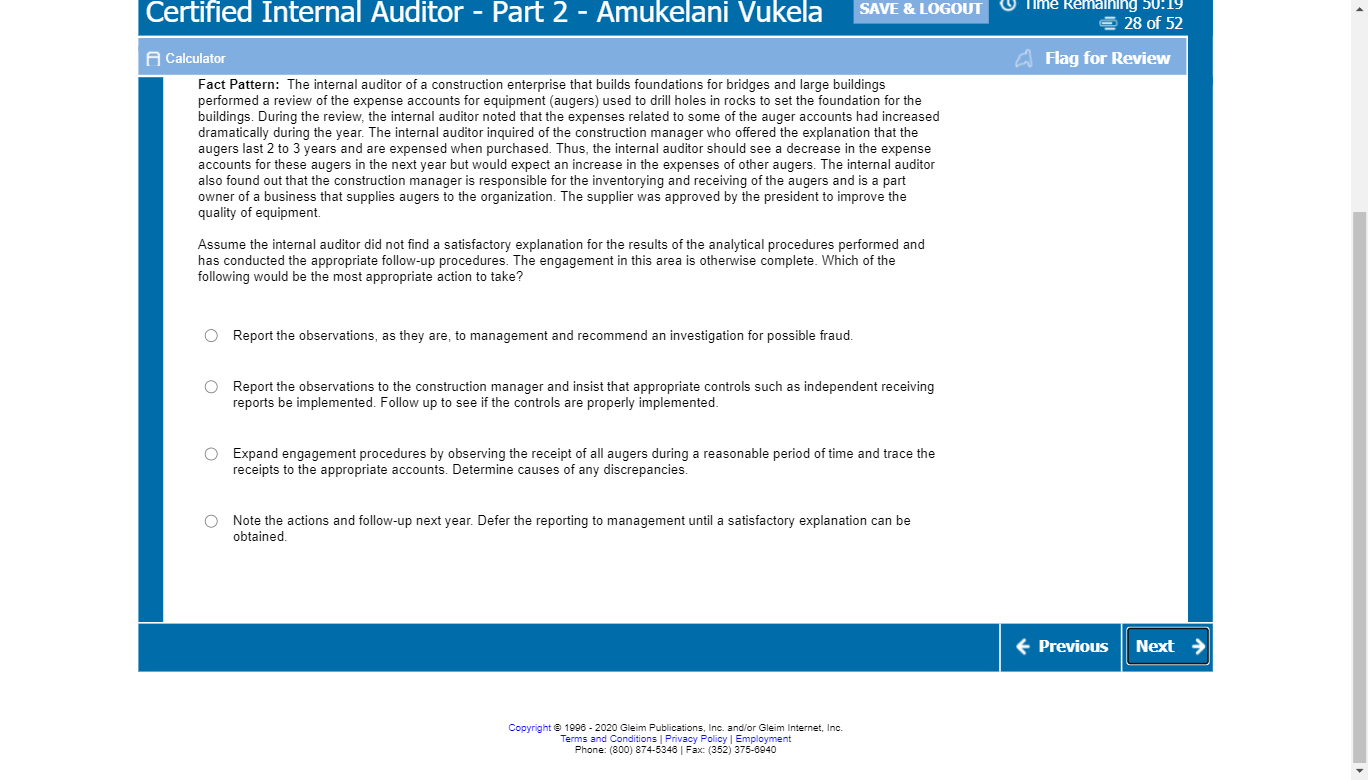 Certified Internal Auditor - Part 2 - Amukelani Vukela
SAVE & LOGOUT
Time Remaining 50:19
28 of 52
Calculator
Flag for Review
Fact Pattern: The internal auditor of a construction enterprise that builds foundations for bridges and large buildings
performed a review of the expense accounts for equipment (augers) used to drill holes in rocks to set the foundation for the
buildings. During the review, the internal auditor noted that the expenses related to some of the auger accounts had increased
dramatically during the year. The internal auditor inquired of the construction manager who offered the explanation that the
augers last 2 to 3 years and are expensed when purchased. Thus, the internal auditor should see a decrease in the expense
accounts for these augers in the next year but would expect an increase in the expenses of other augers. The internal auditor
also found out that the construction manager is responsible for the inventorying and receiving of the augers and is a part
owner of a business that supplies augers to the organization. The supplier was approved by the president to improve the
quality of equipment.
Assume the internal auditor did not find a satisfactory explanation for the results of the analytical procedures performed and
has conducted the appropriate follow-up procedures. The engagement in this area is otherwise complete. Which of the
following would be the most appropriate action to take?
Report the observations, as they are, to management and recommend an investigation for possible fraud.
Report the observations to the construction manager and insist that appropriate controls such as independent receiving
reports be implemented. Follow up to see if the controls are properly implemented.
Expand engagement procedures by observing the receipt of all augers during a reasonable period of time and trace the
receipts to the appropriate accounts. Determine causes of any discrepancies.
Note the actions and follow-up next year. Defer the reporting to management until a satisfactory explanation can be
obtained.
Previous
Next
Copyright © 1996 - 2020 Gleim Publications, Inc. and/or Gleim Internet, Inc.
Terms and Conditions | Privacy Policy | Employment
Phone: (800) 874-5346 | Fax: (352) 375-6940